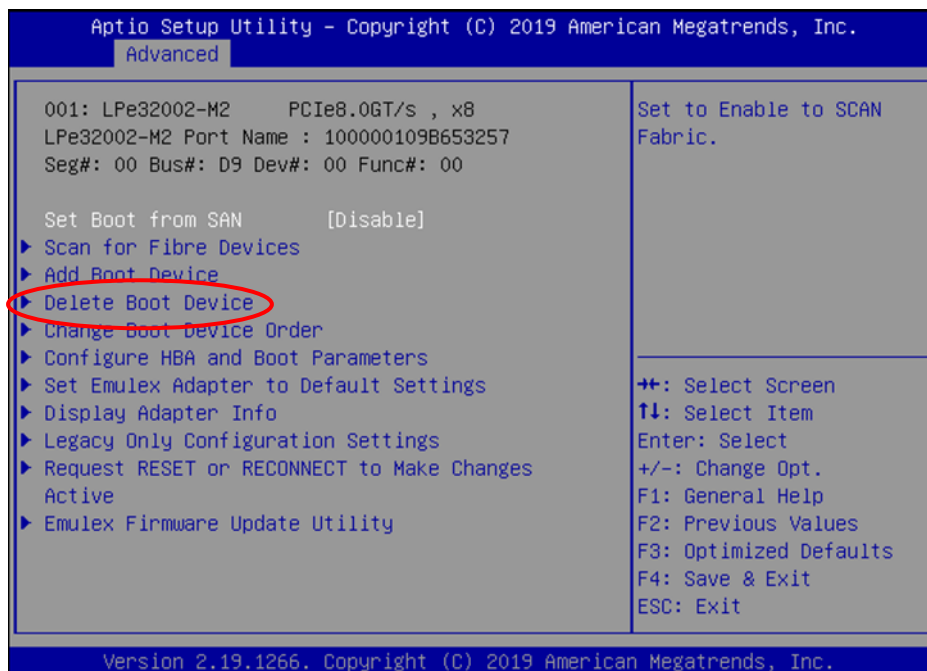 Aptio Setup Utility – Copyright (C) 2019 American Megatrends, Inc.
Advanced
001: LPe32002-M2 PCIe8.0GT/s , x8
LPe32002-M2 Port Name : 100000109B653257
Seg#: 00 Bus#: D9 Dev#: 00 Func#: 00
Set Boot from SAN [Disable]
Scan for Fibre Devices
Add Boot Device
Delete Boot Device
Change Boot Device Order
Configure HBA and Boot Parameters
Set Emulex Adapter to Default Settings
Display Adapter Info
Legacy Only Configuration Settings
Request RESET or RECONNECT to Make Changes
Active
Emulex Firmware Update Utility
Set to Enable to SCAN
Fabric.
→←: Select Screen
↑↓: Select Item
Enter: Select
+/-: Change Opt.
F1: General Help
F2: Previous Values
F3: Optimized Defaults
F4: Save & Exit
ESC: Exit
Version 2.19.1266. Copyright (C) 2019 American Megatrends, Inc.